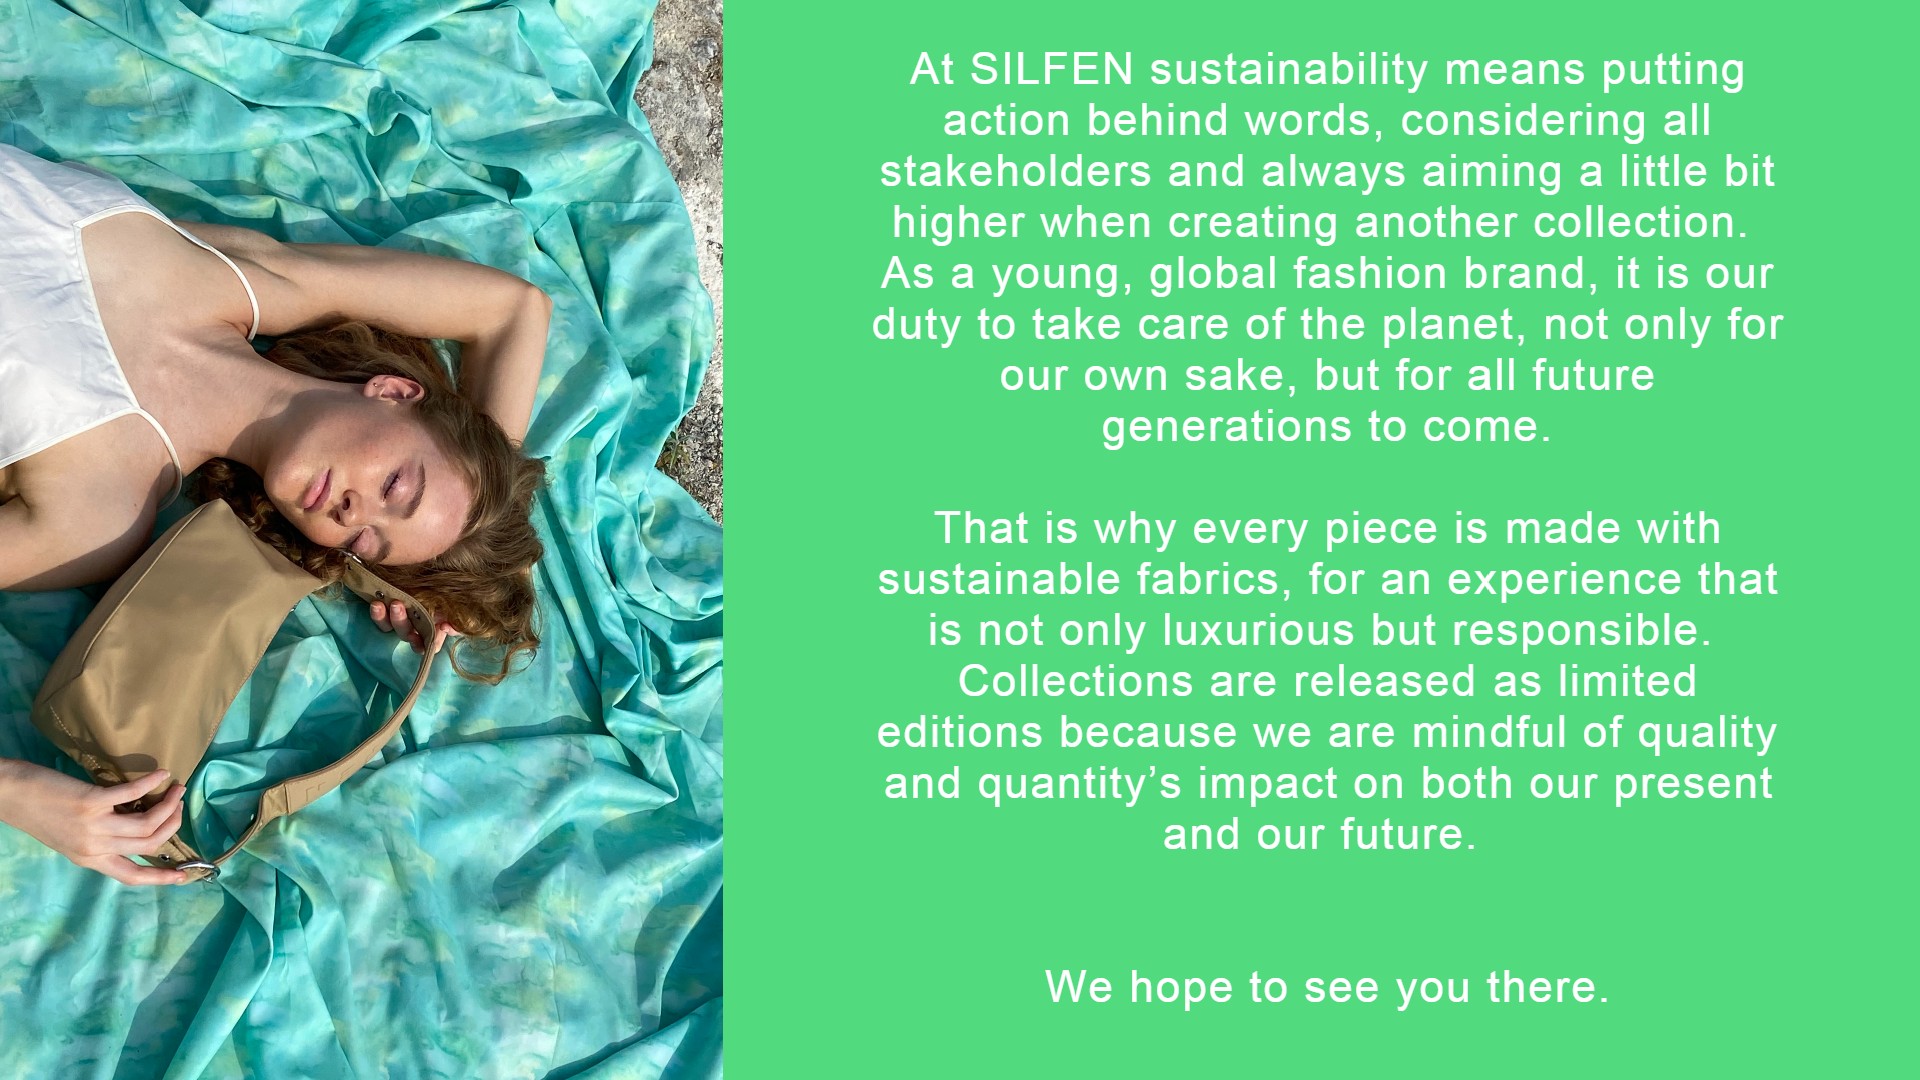 At SILFEN sustainability means putting
action behind words, considering all
stakeholders and always aiming a little bit
higher when creating another collection.
As a young, global fashion brand, it is our
duty to take care of the planet, not only for
our own sake, but for all future
generations to come.
That is why every piece is made with
sustainable fabrics, for an experience that
is not only luxurious but responsible.
Collections are released as limited
editions because we are mindful of quality
and quantity’s impact on both our present
and our future.
We hope to see you there.